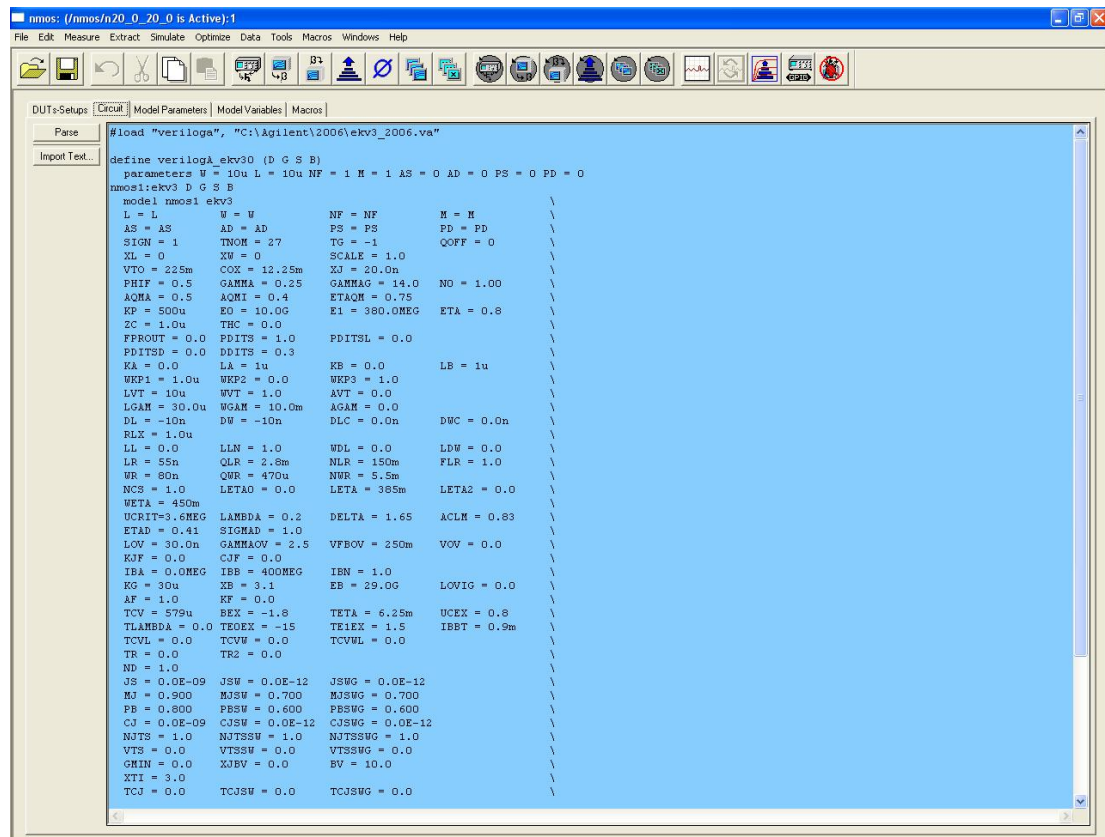 nmos: (/nmos/n20_0_20_0 is Active):1
File Edit Measure Extract Simulate Optimize Data Tools Macros Windows Help
DUTs-Setups Circuit Model Parameters Model Variables Macros
Parse
Import Text...
#load "veriloga", "C:\Agilent\2006\ekv3_2006.va"
define verilogA_ekv30 (D G S B)
parameters W = 10u L = 10u NF = 1 M = 1 AS = 0 AD = 0 PS = 0 PD = 0
nmos1:ekv3 D G S B
model nmos1 ekv3 \
L = L W = W NF = NF M = M \
AS = AS AD = AD PS = PS PD = PD \
SIGN = 1 TNOM = 27 TG = -1 QOFF = 0 \
XL = 0 XW = 0 SCALE = 1.0 \
VTO = 225m COX = 12.25m XJ = 20.0n \
PHIF = 0.5 GAMMA = 0.25 GAMMAG = 14.0 N0 = 1.00 \
AQMA = 0.5 AQMI = 0.4 ETAQM = 0.75 \
KP = 500u E0 = 10.0G E1 = 380.0MEG ETA = 0.8 \
ZC = 1.0u THC = 0.0 \
FPROUT = 0.0 PDITS = 1.0 PDITSL = 0.0 \
PDITSD = 0.0 DDITS = 0.3 \
KA = 0.0 LA = 1u KB = 0.0 LB = 1u \
WKP1 = 1.0u WKP2 = 0.0 WKP3 = 1.0 \
LVT = 10u WVT = 1.0 AVT = 0.0 \
LGAM = 30.0u WGAM = 10.0m AGAM = 0.0 \
DL = -10n DW = -10n DLC = 0.0n DWC = 0.0n \
RLX = 1.0u \
LL = 0.0 LLN = 1.0 WDL = 0.0 LDW = 0.0 \
LR = 55n QLR = 2.8m NLR = 150m FLR = 1.0 \
WR = 80n QWR = 470u NWR = 5.5m \
NCS = 1.0 LETA0 = 0.0 LETA = 385m LETA2 = 0.0 \
WETA = 450m \
UCRIT=3.6MEG LAMBDA = 0.2 DELTA = 1.65 ACLM = 0.83 \
ETAD = 0.41 SIGMAD = 1.0 \
LOV = 30.0n GAMMAOV = 2.5 VFBOV = 250m VOV = 0.0 \
KJF = 0.0 CJF = 0.0 \
IBA = 0.0MEG IBB = 400MEG IBN = 1.0 \
KG = 30u XB = 3.1 EB = 29.0G LOVIG = 0.0 \
AF = 1.0 KF = 0.0 \
TCV = 579u BEX = -1.8 TETA = 6.25m UCEX = 0.8 \
TLAMBDA = 0.0 TE0EX = -15 TE1EX = 1.5 IBBT = 0.9m \
TCVL = 0.0 TCVW = 0.0 TCVWL = 0.0 \
TR = 0.0 TR2 = 0.0 \
ND = 1.0 \
JS = 0.0E-09 JSW = 0.0E-12 JSWG = 0.0E-12 \
MJ = 0.900 MJSW = 0.700 MJSWG = 0.700 \
PB = 0.800 PBSW = 0.600 PBSWG = 0.600 \
CJ = 0.0E-09 CJSW = 0.0E-12 CJSWG = 0.0E-12 \
NJTS = 1.0 NJTSSW = 1.0 NJTSSWG = 1.0 \
VTS = 0.0 VTSSW = 0.0 VTSSWG = 0.0 \
GMIN = 0.0 XJBV = 0.0 BV = 10.0 \
XTI = 3.0 \
TCJ = 0.0 TCJSW = 0.0 TCJSWG = 0.0 \